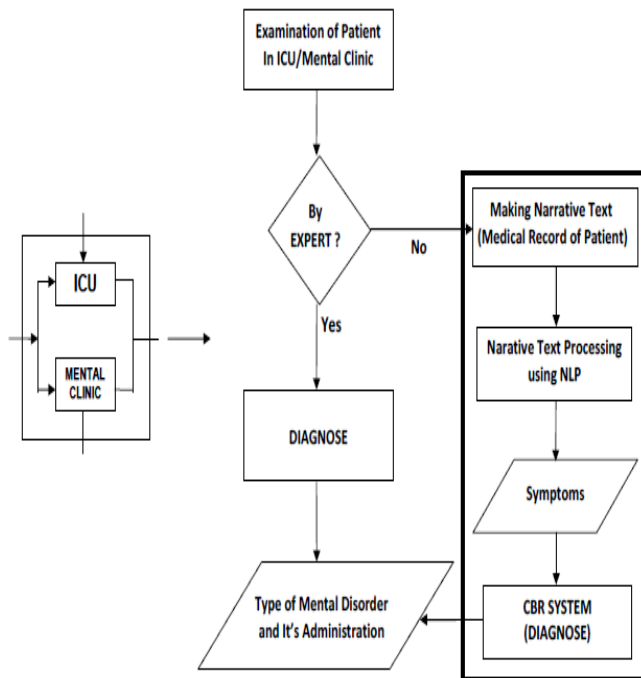 Examination of Patient
In ICU/Mental Clinic
By
EXPERT ?
No
Yes
Making Narrative Text
(Medical Record of Patient)
Narative Text Processing
using NLP
Symptoms
CBR SYSTEM
(DIAGNOSE)
DIAGNOSE
Type of Mental Disorder
and It's Administration
ICU
MENTAL
CLINIC